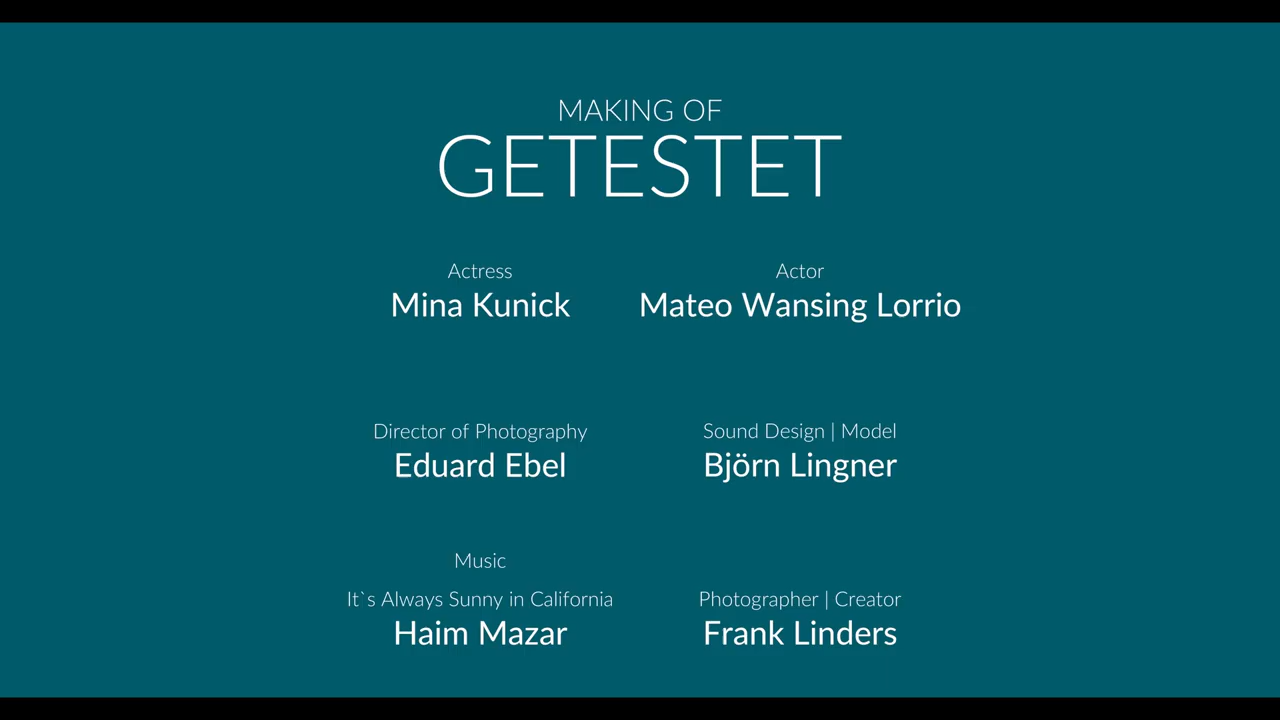 MAKING OF
GETESTET
Actress
Mina Kunick
Actor
Mateo Wansing Lorrio
Director of Photography
Eduard Ebel
Sound Design | Model
Björn Lingner
Music
It`s Always Sunny in California
Haim Mazar
Photographer | Creator
Frank Linders